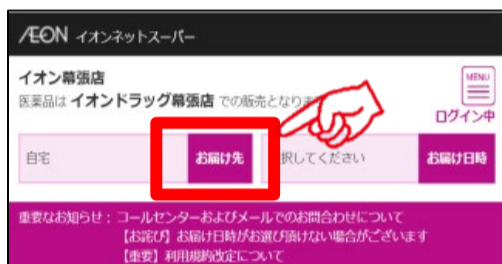 ÆON イオンネットスーパー
イオン幕張店
MENU
医薬品は イオンドラッグ幕張店 での販売となりま
ログイン中
自宅 お届け先 択してください お届け日時
重要なお知らせ： コールセンターおよびメールでのお問合わせについて
【お詫び】お届け日時がお選び頂けない場合がございます
【重要】利用規約改定について